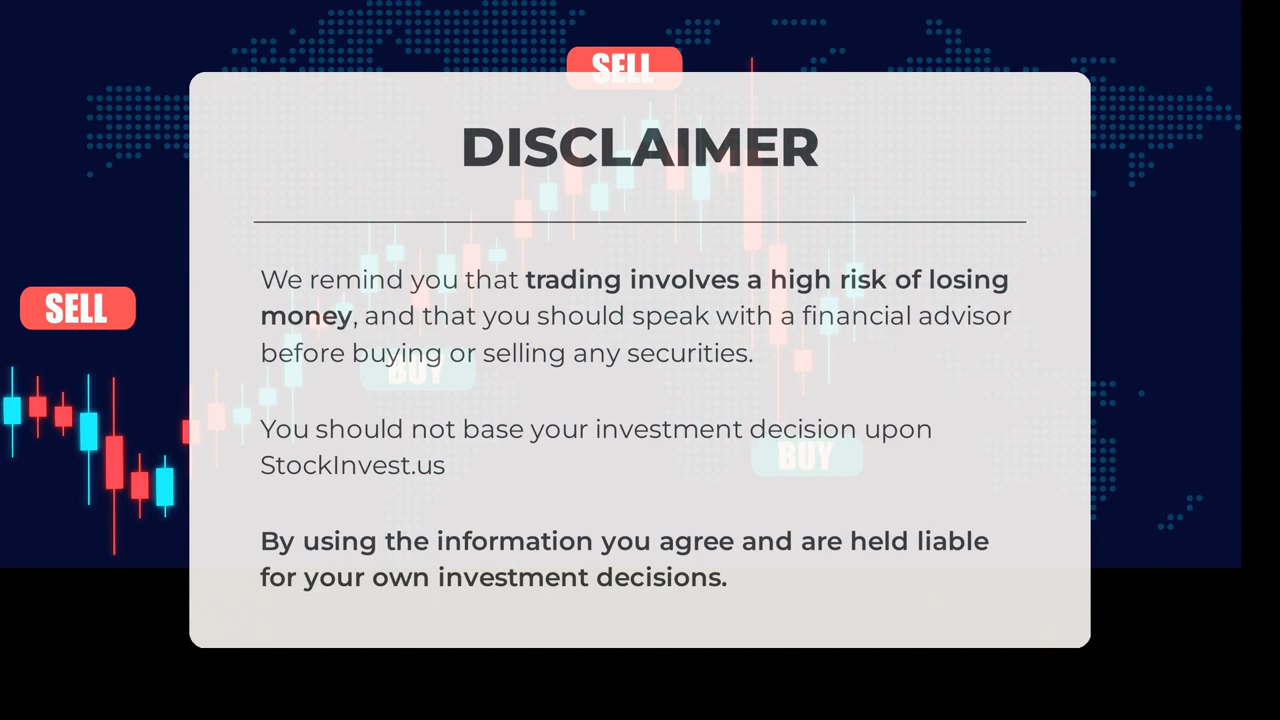 SELL
DISCLAIMER
We remind you that trading involves a high risk of losing
money, and that you should speak with a financial advisor
before buying or selling any securities.
SELL
BUY
You should not base your investment decision upon
StockInvest.us
BUY
By using the information you agree and are held liable
for your own investment decisions.